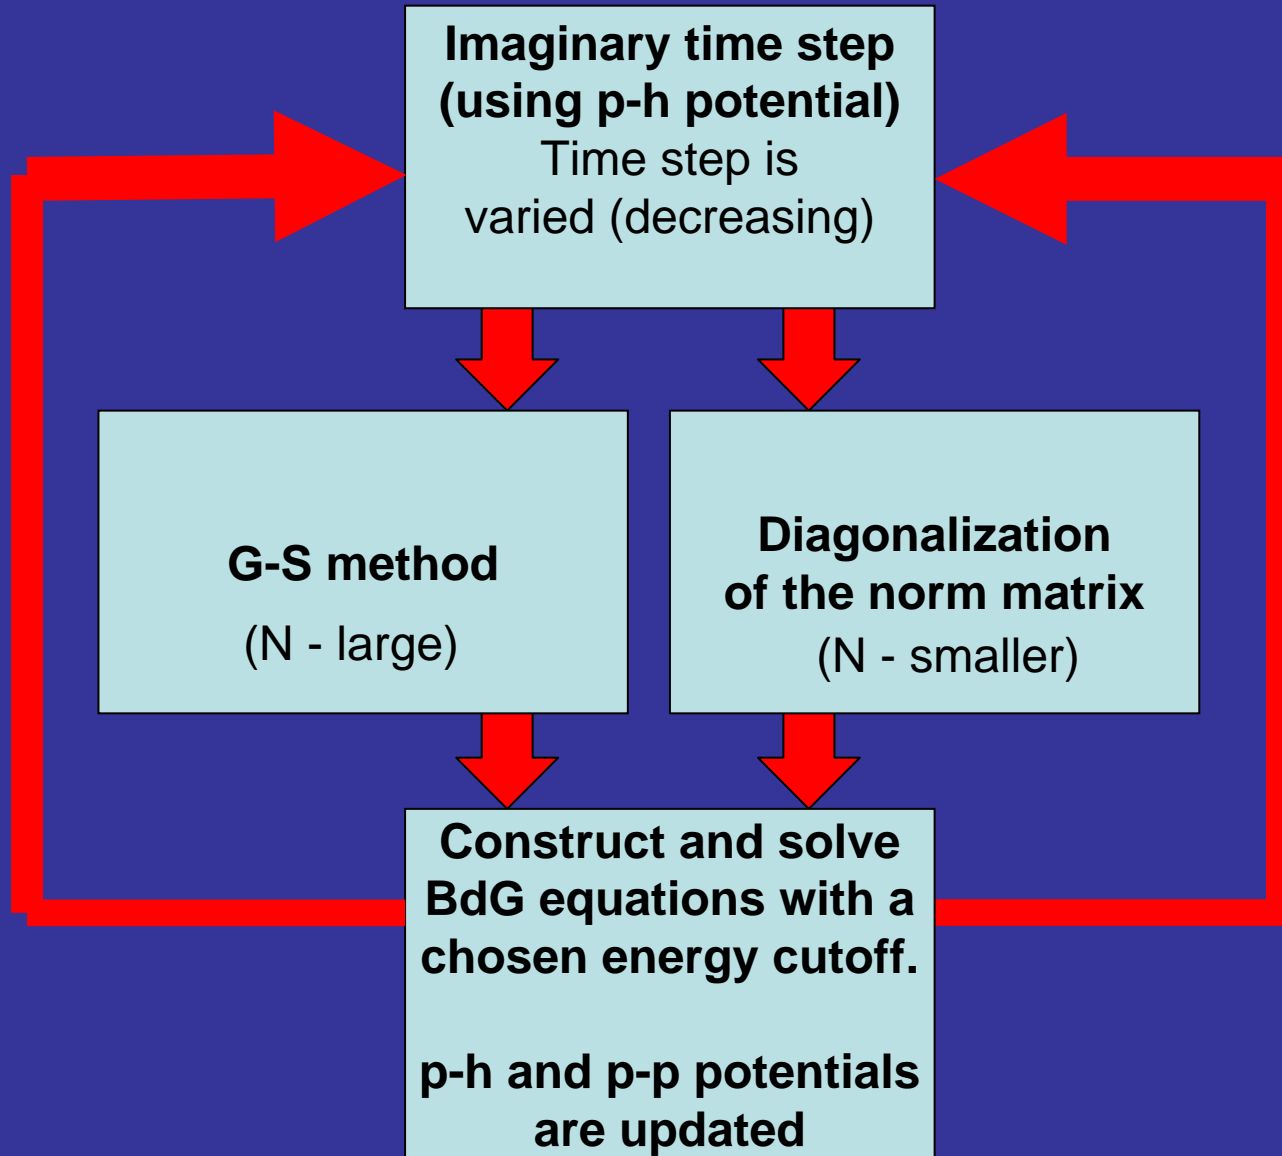 Imaginary time step
(using p-h potential)
Time step is
varied (decreasing)
G-S method
(N - large)
Diagonalization
of the norm matrix
(N - smaller)
Construct and solve
BdG equations with a
chosen energy cutoff.
p-h and p-p potentials
are updated